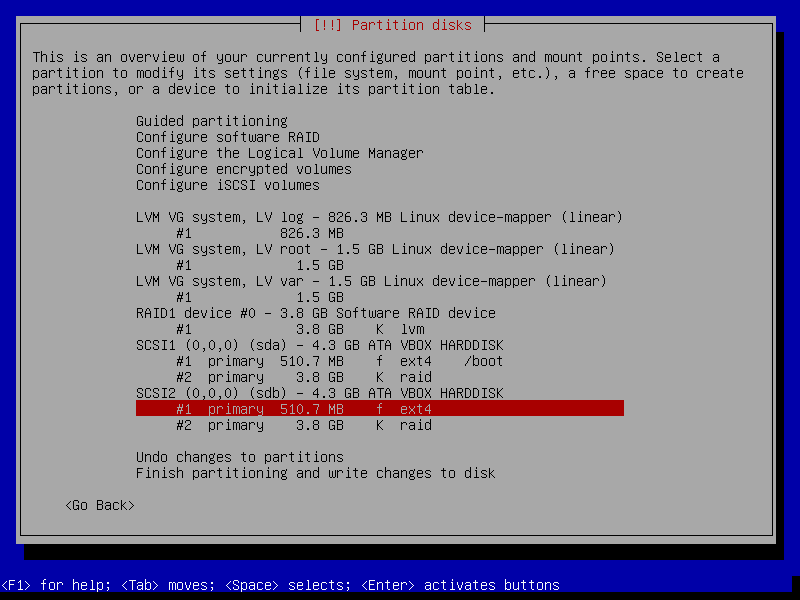 [!!] Partition disks
This is an overview of your currently configured partitions and mount points. Select a
partition to modify its settings (file system, mount point, etc.), a free space to create
partitions, or a device to initialize its partition table.
Guided partitioning
Configure software RAID
Configure the Logical Volume Manager
Configure encrypted volumes
Configure iSCSI volumes
LVM VG system, LV log - 826.3 MB Linux device-mapper (linear)
#1 826.3 MB
LVM VG system, LV root - 1.5 GB Linux device-mapper (linear)
#1 1.5 GB
LVM VG system, LV var - 1.5 GB Linux device-mapper (linear)
#1 1.5 GB
RAID1 device #0 - 3.8 GB Software RAID device
#1 3.8 GB K lvm
SCSI1 (0,0,0) (sda) - 4.3 GB ATA VBOX HARDDISK
#1 primary 510.7 MB f ext4 /boot
#2 primary 3.8 GB K raid
SCSI2 (0,0,0) (sdb) - 4.3 GB ATA VBOX HARDDISK
#1 primary 510.7 MB f ext4
#2 primary 3.8 GB K raid
Undo changes to partitions
Finish partitioning and write changes to disk
<Go Back>
<F1> for help; <Tab> moves; <Space> selects; <Enter> activates buttons